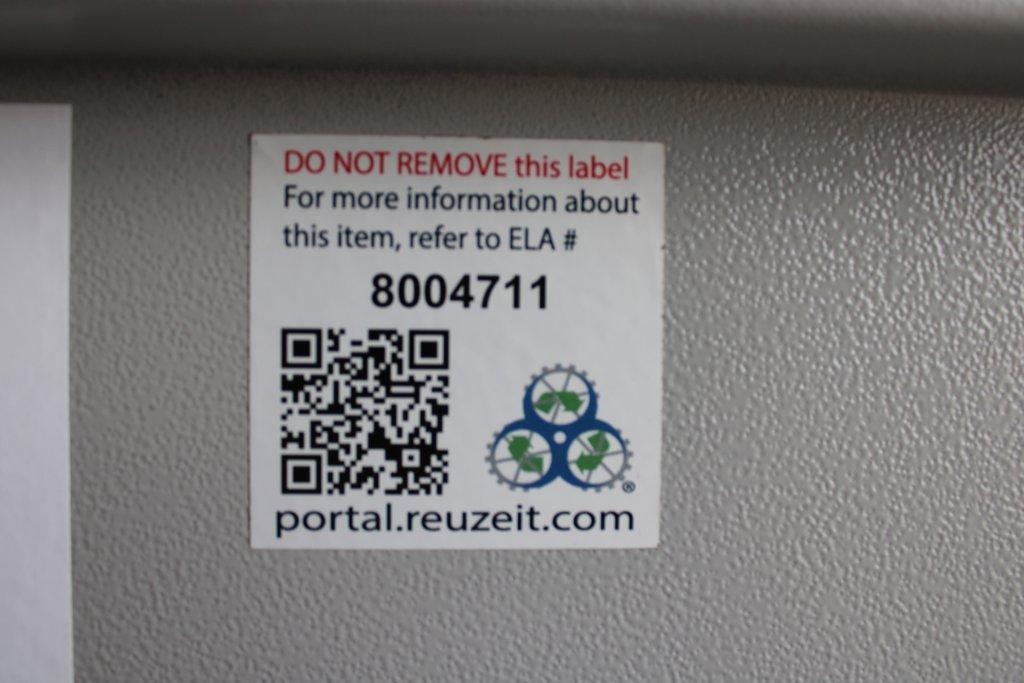 DO NOT REMOVE this label
For more information about
this item, refer to ELA #
8004711
®
portal.reuzeit.com